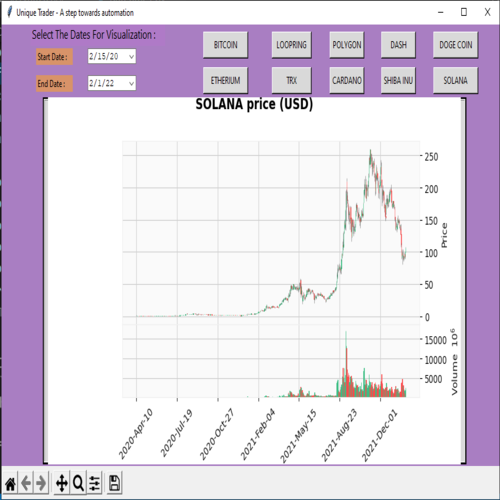 Unique Trader - A step towards automation
Select The Dates For Visualization :
BITCOIN LOOPRING POLYGON DASH DOGE COIN
Start Date : 2/15/20
ETHERIUM TRX CARDANO SHIBA INU SOLANA
End Date : 2/1/22
SOLANA price (USD)
250
200
150
100
50
0
Price
15000
10000
5000
Volume 10^6
2020-Apr-10 2020-Jul-19 2020-Oct-27 2021-Feb-04 2021-May-15 2021-Aug-23 2021-Dec-01